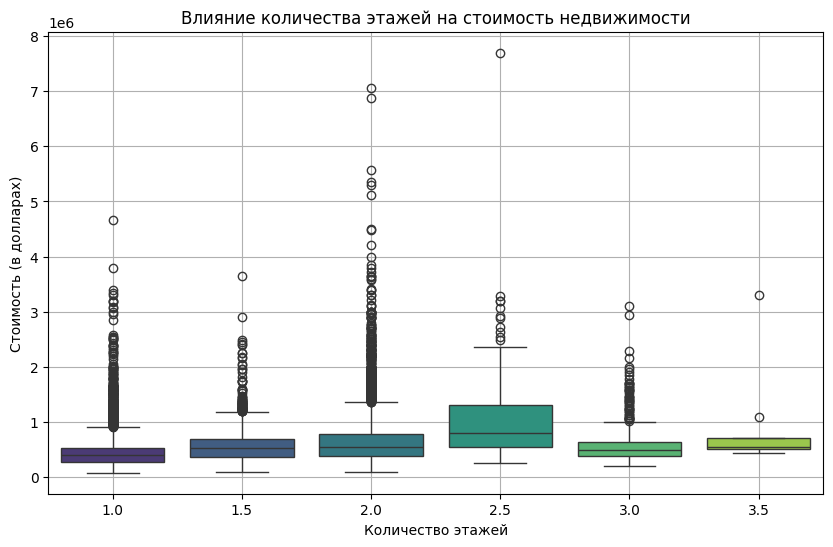 Влияние количества этажей на стоимость недвижимости
1e6
8
7
6
5
4
3
2
1
0
Стоимость (в долларах)
1.0 1.5 2.0 2.5 3.0 3.5
Количество этажей